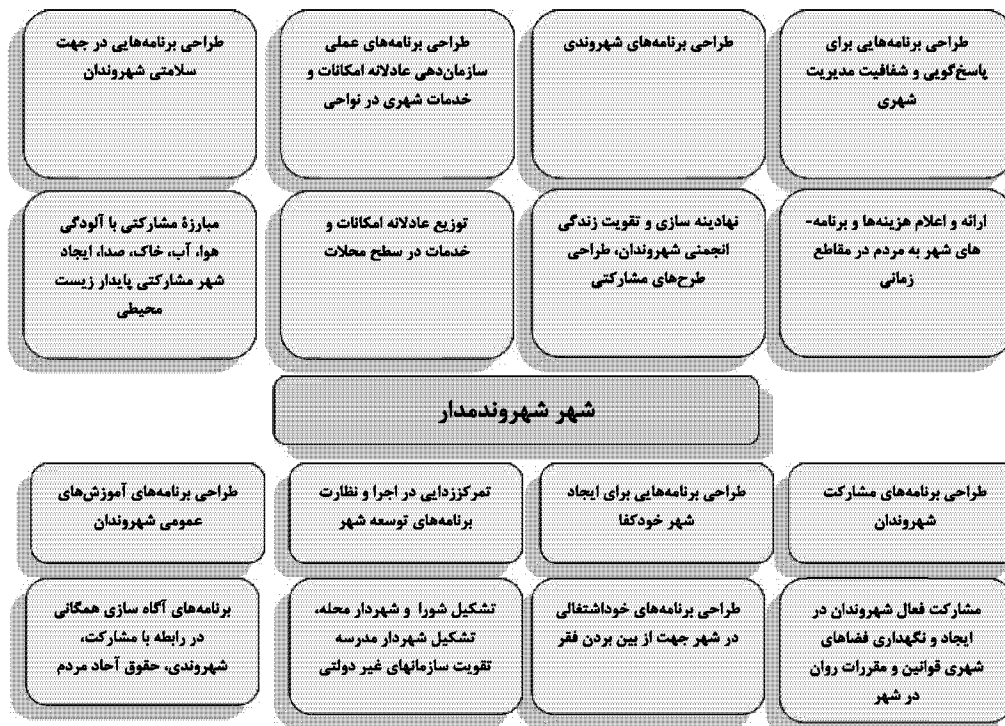 طراحی برنامه‌هایی برای
پاسخ‌گویی و شفافیت مدیریت
شهری
طراحی برنامه‌های شهروندی
طراحی برنامه‌های عملی
سازمان‌دهی عادلانه امکانات و
خدمات شهری در نواحی
طراحی برنامه‌هایی در جهت
سلامتی شهروندان
ارائه و اعلام هزینه‌ها و برنامه-
های شهر به مردم در مقاطع
زمانی
نهادینه سازی و تقویت زندگی
انجمنی شهروندان، طراحی
طرح‌های مشارکتی
توزیع عادلانه امکانات و
خدمات در سطح محلات
مبارزۀ مشارکتی با آلودگی
هوا، آب، خاک، صدا، ایجاد
شهر مشارکتی پایدار زیست
محیطی
شهر شهروندمدار
طراحی برنامه‌های مشارکت
شهروندان
طراحی برنامه‌هایی برای ایجاد
شهر خودکفا
تمرکززدایی در اجرا و نظارت
برنامه‌های توسعه شهر
طراحی برنامه‌های آموزش‌های
عمومی شهروندان
مشارکت فعال شهروندان در
ایجاد و نگهداری فضاهای
شهری قوانین و مقررات روان
در شهر
طراحی برنامه‌های خوداشتغالی
در شهر جهت از بین بردن فقر
تشکیل شورا و شهردار محله،
تشکیل شهردار مدرسه
تقویت سازمانهای غیر دولتی
برنامه‌های آگاه سازی همگانی
در رابطه با مشارکت،
شهروندی، حقوق آحاد مردم